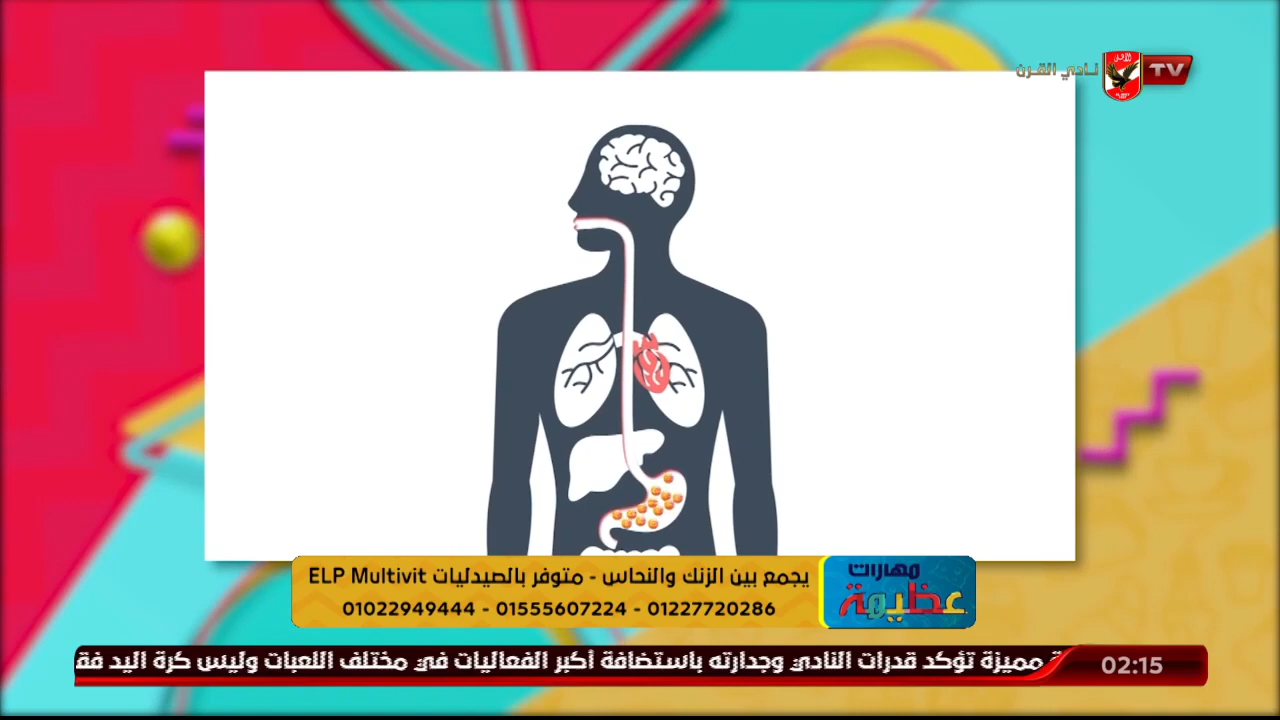 نادي القرن
TV
مهارات
عظيمة
يجمع بين الزنك والنحاس - متوفر بالصيدليات ELP Multivit
01022949444 - 01555607224 - 01227720286
مميزة تؤكد قدرات النادي وجدارته باستضافة أكبر الفعاليات في مختلف اللعبات وليس كرة اليد
02:15